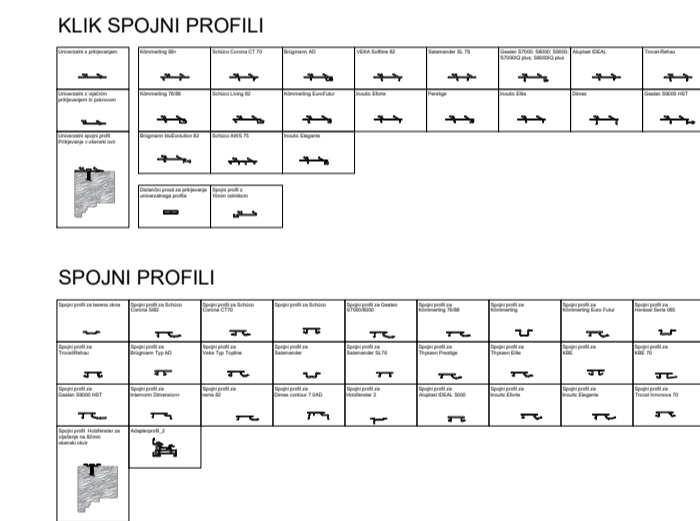 KLIK SPOJNI PROFILI
Univerzalni s pritrjevanjem
Kömmerling 88+
Schüco Corona CT 70
Brügmann AD
VEKA Softline 82
Salamander SL 76
Gealan S7000, S8000, S9000,
S7000IQ plus, S8000IQ plus
Aluplast IDEAL
Trocal-Rehau
Univerzalni z vijačnim
pritrjevanjem in pokrovom
Kömmerling 76/88
Schüco Living 82
Kömmerling EuroFutur
Inoutic Eforte
Prestige
Inoutic Elite
Dimex
Gealan S9000 HST
Univerzalni spojni profil
Pritrjevanje v okenski okvir
Brügmann bluEvolution 82
Schüco AWS 75
Inoutic Elegante
Distančni profil za pritrjevanje
univerzalnega profila
Spojni profil z
10mm odmikom
SPOJNI PROFILI
Spojni profil za lesena okna
Spojni profil za Schüco
Corona SI82
Spojni profil za Schüco
Corona CT70
Spojni profil za Schüco
Spojni profil za Gealan
S7000/8000
Spojni profil za
Kömmerling 76/88
Spojni profil za
Kömmerling
Spojni profil za
Kömmerling Euro Futur
Spojni profil za
Spojni profil za
Trocal/Rehau
Spojni profil za
Brügmann Typ AD
Spojni profil za
Veka Typ Topline
Spojni profil za
Salamander
Spojni profil za
Salamander SL76
Spojni profil za
Thyssen Prestige
Spojni profil za
Thyssen Elite
Spojni profil za
KBE
Spojni profil za
KBE 70
Spojni profil za
Gealan S9000 HST
Spojni profil za
Internorm Dimension+
Spojni profil za
Spojni profil za
Dimex contour 7.0AD
Spojni profil za
Holzfenster 2
Spojni profil za
Aluplast IDEAL 5000
Spojni profil za
Inoutic Eforte
Spojni profil za
Inoutic Elegante
Spojni profil za
Trocal Innonova 70
Spojni profil Holzfenster za
vijačenje na 82mm
okenski okvir
Adapterprofil_2